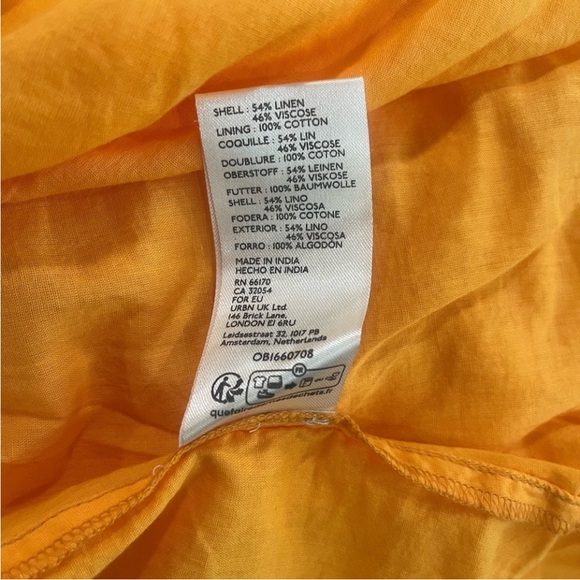 SHELL : 54% LINEN
46% VISCOSE
LINING : 100% COTTON
COQUILLE : 54% LIN
46% VISCOSE
DOUBLURE : 100% COTON
OBERSTOFF : 54% LEINEN
46% VISKOSE
FUTTER : 100% BAUMWOLLE
SHELL : 54% LINO
46% VISCOSA
FODERA : 100% COTONE
EXTERIOR : 54% LINO
46% VISCOSA
FORRO : 100% ALGODÓN
MADE IN INDIA
HECHO EN INDIA
RN 66170
CA 32054
FOR EU
URBN UK Ltd.
146 Brick Lane,
LONDON E1 6RU
Leidsestraat 32, 1017 PB
Amsterdam, Netherlands
OB1660708
FR